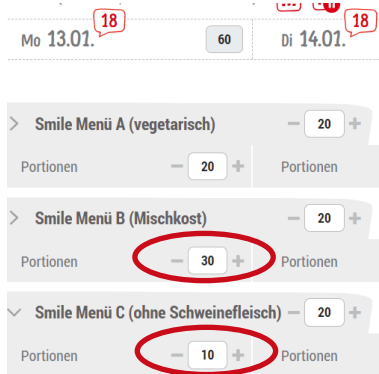 18 18
Mo 13.01. 60 Di 14.01.
> Smile Menü A (vegetarisch) − 20 +
Portionen − 20 + Portionen
> Smile Menü B (Mischkost) − 20 +
Portionen − 30 + Portionen
Smile Menü C (ohne Schweinefleisch) − 20 +
Portionen − 10 + Portionen